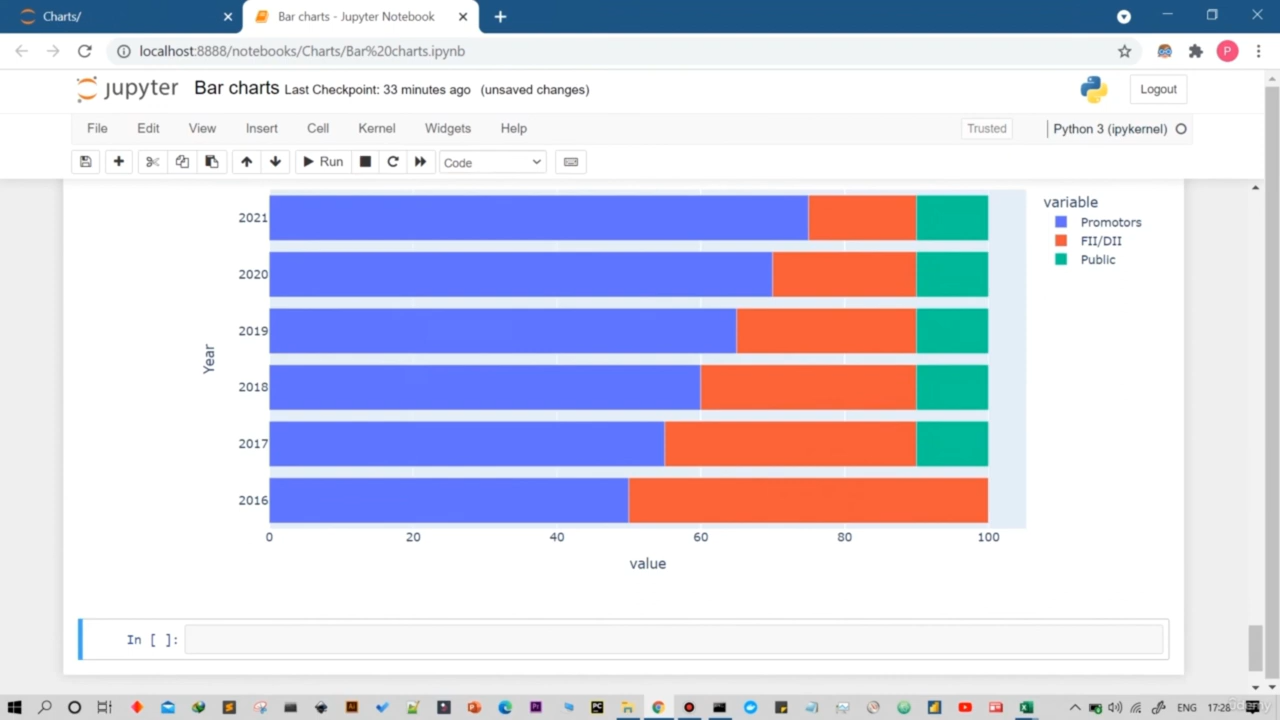 Charts/
Bar charts - Jupyter Notebook
localhost:8888/notebooks/Charts/Bar%20charts.ipynb
P
jupyter Bar charts Last Checkpoint: 33 minutes ago (unsaved changes)
Logout
File Edit View Insert Cell Kernel Widgets Help
Trusted
Python 3 (ipykernel)
Run
Code
variable
Promotors
FII/DII
Public
2021
2020
2019
2018
2017
2016
Year
0 20 40 60 80 100
value
In [ ]:
ENG 17:28